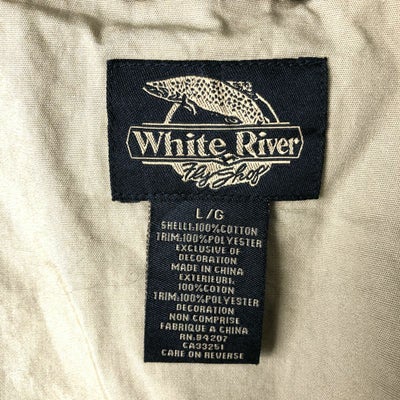 White River
Fly Shop
L/G
SHELL:100%COTTON
TRIM:100%POLYESTER
EXCLUSIVE OF
DECORATION
MADE IN CHINA
EXTERIEUR:
100%COTON
TRIM:100%POLYESTER
DECORATION
NON COMPRISE
FABRIQUE A CHINA
RN:94207
CA33251
CARE ON REVERSE